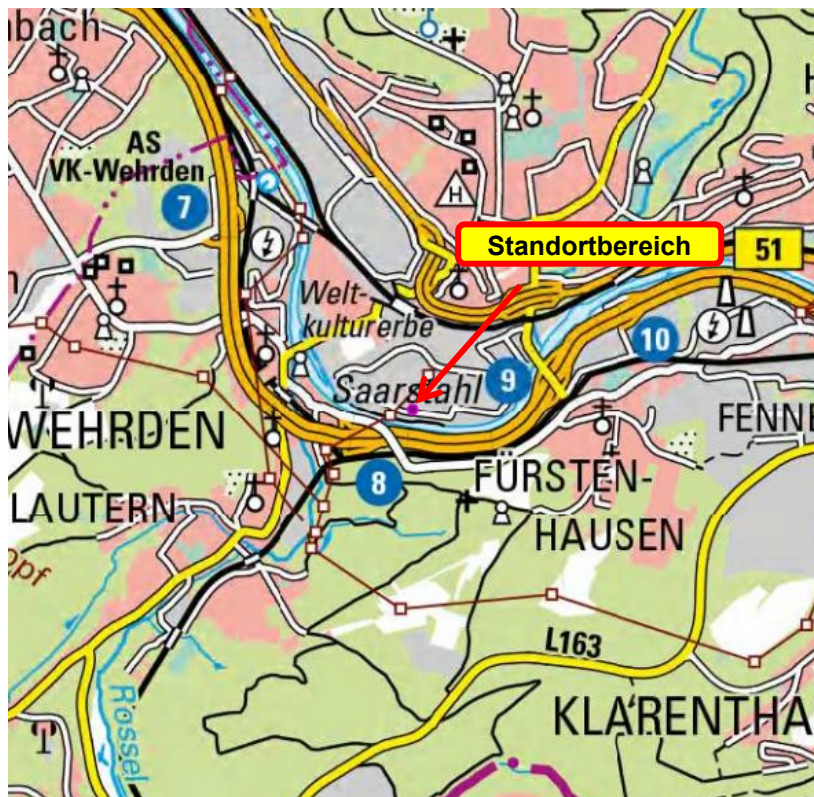 bach
AS
VK-Wehrden
7
H
Standortbereich
51
Welt-
kulturerbe
10
Saarstahl
9
WEHRDEN
FENNE
8
FÜRSTEN-
HAUSEN
LAUTERN
opf
L163
Rossel
KLARENTHA